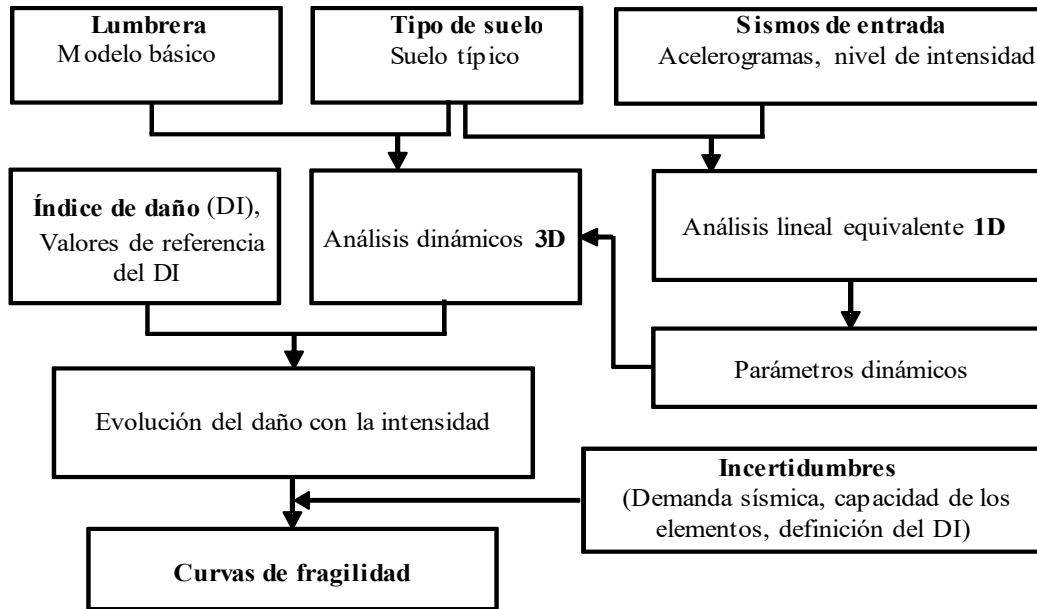 Lumbrera
Modelo básico
Tipo de suelo
Suelo típico
Sismos de entrada
Acelerogramas, nivel de intensidad
Índice de daño (DI),
Valores de referencia
del DI
Análisis dinámicos 3D
Análisis lineal equivalente 1D
Parámetros dinámicos
Evolución del daño con la intensidad
Incertidumbres
(Demanda sísmica, capacidad de los
elementos, definición del DI)
Curvas de fragilidad